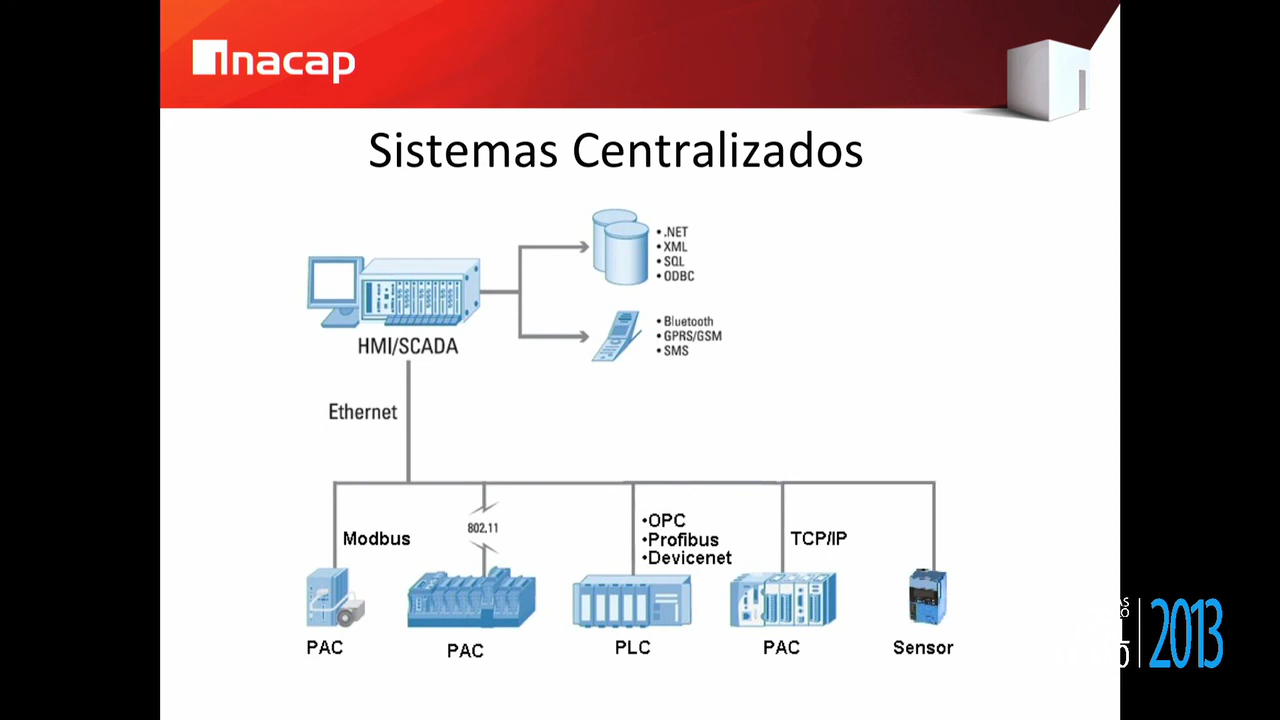 Inacap
Sistemas Centralizados
• .NET
• XML
• SQL
• ODBC
• Bluetooth
• GPRS/GSM
• SMS
HMI/SCADA
Ethernet
Modbus
802.11
•OPC
•Profibus
•Devicenet
TCP/IP
PAC
PAC
PLC
PAC
Sensor
2013